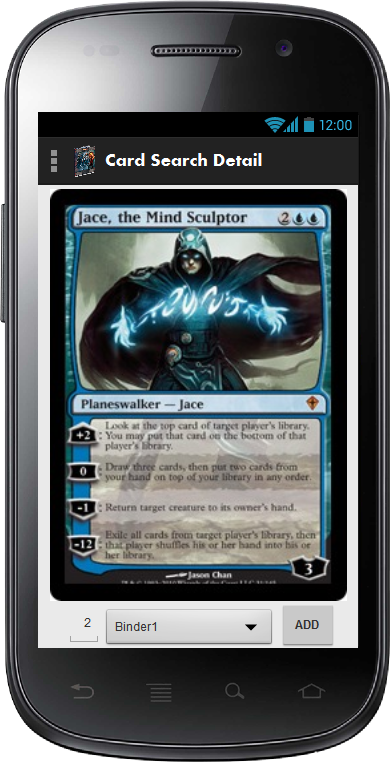 12:00
Card Search Detail
Jace, the Mind Sculptor 2
Planeswalker — Jace
+2: Look at the top card of target player's library.
You may put that card on the bottom of that
player's library.
0: Draw three cards, then put two cards from
your hand on top of your library in any order.
-1: Return target creature to its owner's hand.
-12: Exile all cards from target player's library, then
that player shuffles his or her hand into his or
her library.
3
Jason Chan
2 Binder1 ADD